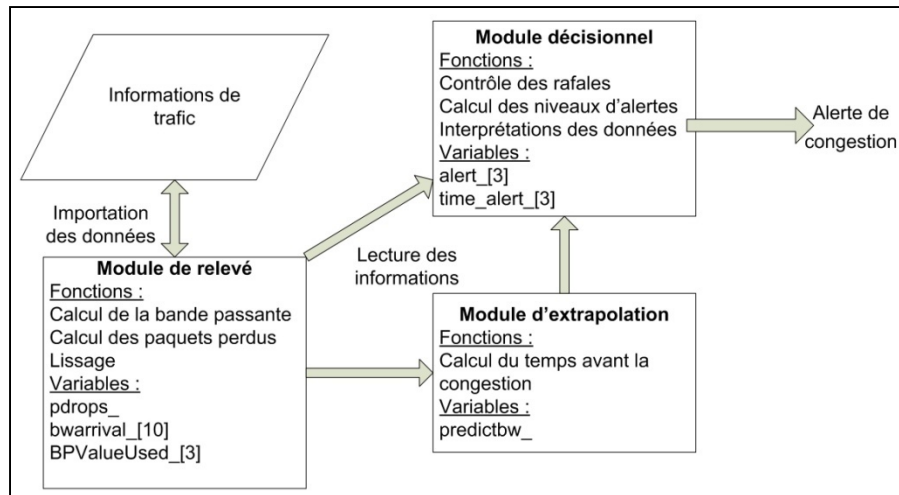 Informations de
trafic
Importation
des données
Module de relevé
Fonctions :
Calcul de la bande passante
Calcul des paquets perdus
Lissage
Variables :
pdrops_
bwarrival_[10]
BPValueUsed_[3]
Lecture des
informations
Module décisionnel
Fonctions :
Contrôle des rafales
Calcul des niveaux d'alertes
Interprétations des données
Variables :
alert_[3]
time_alert_[3]
Alerte de
congestion
Module d'extrapolation
Fonctions :
Calcul du temps avant la
congestion
Variables :
predictbw_